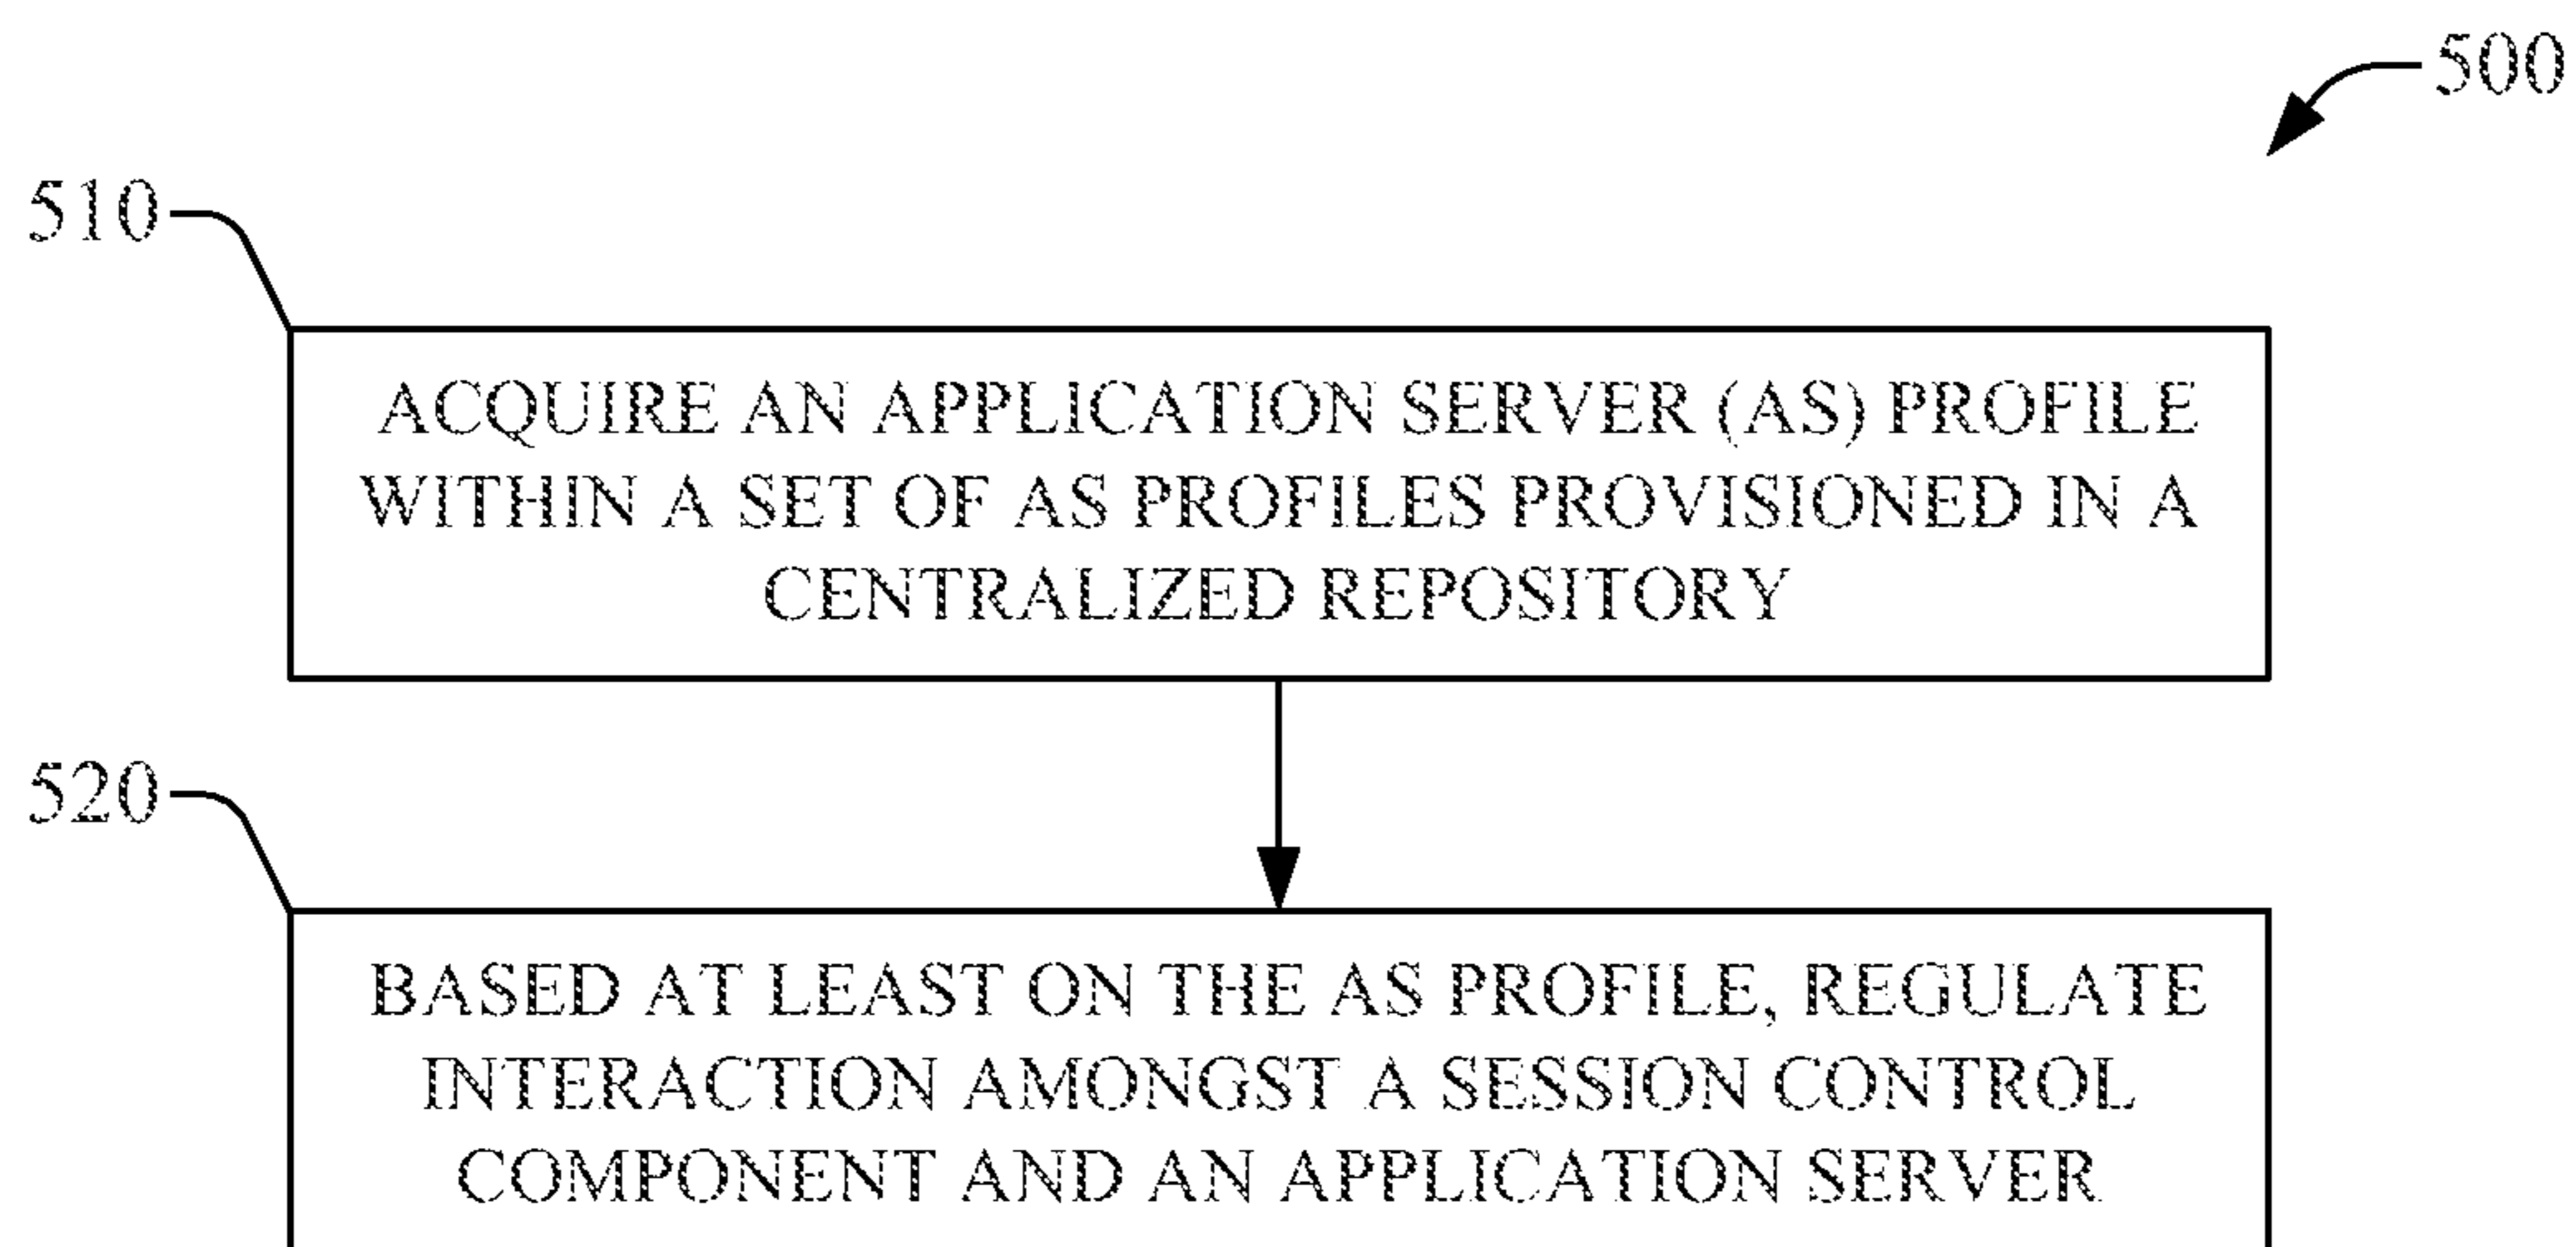 500
510
ACQUIRE AN APPLICATION SERVER (AS) PROFILE
WITHIN A SET OF AS PROFILES PROVISIONED IN A
CENTRALIZED REPOSITORY
520
BASED AT LEAST ON THE AS PROFILE, REGULATE
INTERACTION AMONGST A SESSION CONTROL
COMPONENT AND AN APPLICATION SERVER